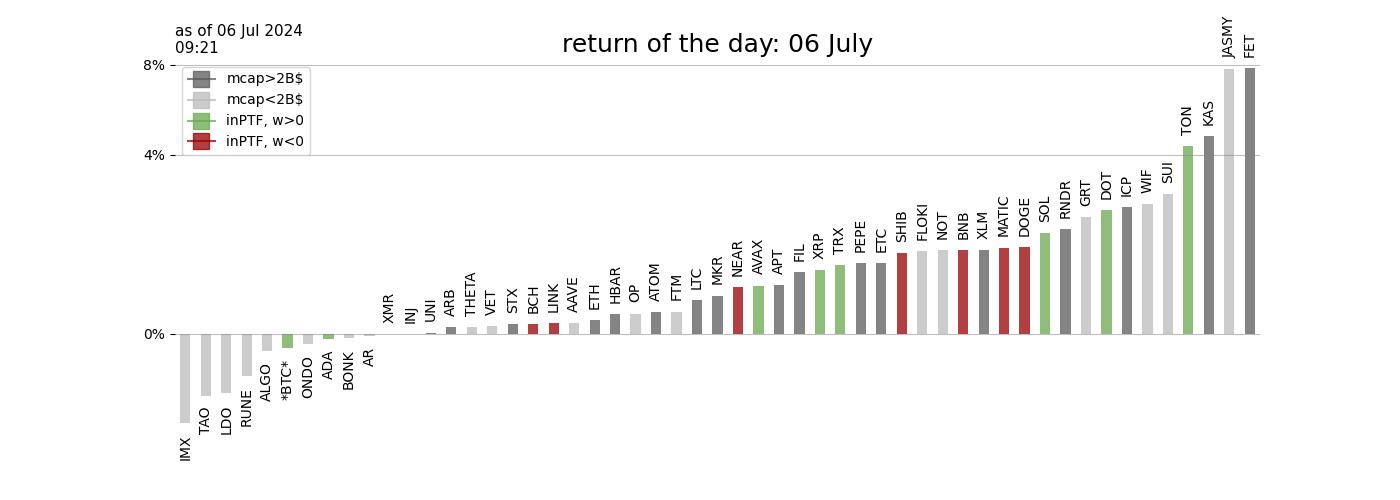 as of 06 Jul 2024
09:21
return of the day: 06 July
8%
4%
0%
mcap>2B$
mcap<2B$
inPTF, w>0
inPTF, w<0
IMX
TAO
LDO
RUNE
ALGO
*BTC*
ONDO
ADA
BONK
AR
XMR
INJ
UNI
ARB
THETA
VET
STX
BCH
LINK
AAVE
ETH
HBAR
OP
ATOM
FTM
LTC
MKR
NEAR
AVAX
APT
FIL
XRP
TRX
PEPE
ETC
SHIB
FLOKI
NOT
BNB
XLM
MATIC
DOGE
SOL
RNDR
GRT
DOT
ICP
WIF
SUI
TON
KAS
JASMY
FET